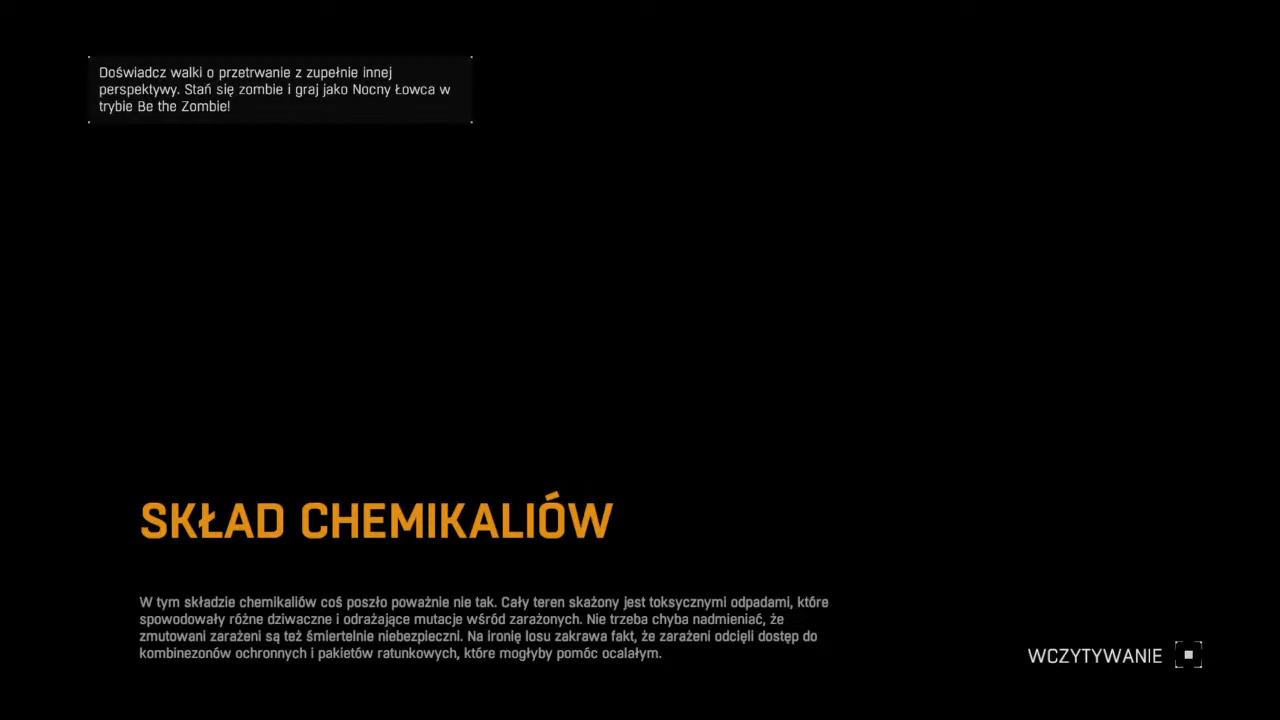 Doświadcz walki o przetrwanie z zupełnie innej
perspektywy. Stań się zombie i graj jako Nocny Łowca w
trybie Be the Zombie!
SKŁAD CHEMIKALIÓW
W tym składzie chemikaliów coś poszło poważnie nie tak. Cały teren skażony jest toksycznymi odpadami, które
spowodowały różne dziwaczne i odrażające mutacje wśród zarażonych. Nie trzeba chyba nadmieniać, że
zmutowani zarażeni są też śmiertelnie niebezpieczni. Na ironię losu zakrawa fakt, że zarażeni odcięli dostęp do
kombinezonów ochronnych i pakietów ratunkowych, które mogłyby pomóc ocalałym.
WCZYTYWANIE